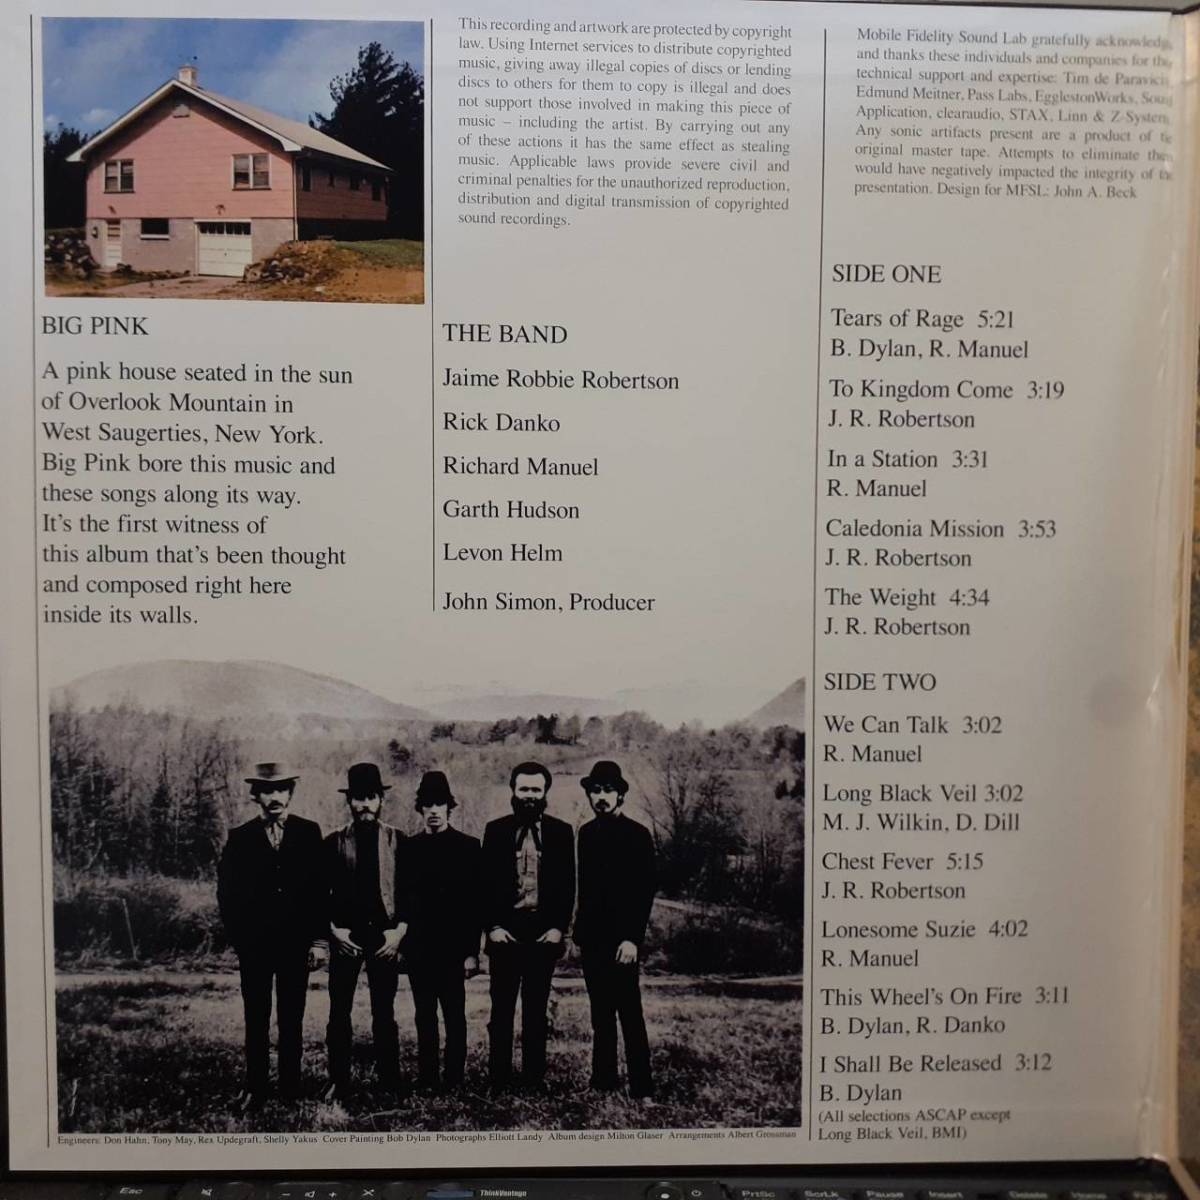 This recording and artwork are protected by copyright
law. Using Internet services to distribute copyrighted
music, giving away illegal copies of discs or lending
discs to others for them to copy is illegal and does
not support those involved in making this piece of
music – including the artist. By carrying out any
of these actions it has the same effect as stealing
music. Applicable laws provide severe civil and
criminal penalties for the unauthorized reproduction,
distribution and digital transmission of copyrighted
sound recordings.
Mobile Fidelity Sound Lab gratefully
and thanks these individuals and companies for
technical support and expertise: Tim de
Edmund Meitner, Pass Labs, EgglestonWorks,
Application, clearaudio, STAX, Linn & Z-System
Any sonic artifacts present are a product of
original master tape. Attempts to eliminate
would have negatively impacted the integrity of
presentation. Design for MFSL: John A. Beck
BIG PINK
A pink house seated in the sun
of Overlook Mountain in
West Saugerties, New York.
Big Pink bore this music and
these songs along its way.
It's the first witness of
this album that's been thought
and composed right here
inside its walls.
THE BAND
Jaime Robbie Robertson
Rick Danko
Richard Manuel
Garth Hudson
Levon Helm
John Simon, Producer
SIDE ONE
Tears of Rage 5:21
B. Dylan, R. Manuel
To Kingdom Come 3:19
J. R. Robertson
In a Station 3:31
R. Manuel
Caledonia Mission 3:53
J. R. Robertson
The Weight 4:34
J. R. Robertson
SIDE TWO
We Can Talk 3:02
R. Manuel
Long Black Veil 3:02
M. J. Wilkin, D. Dill
Chest Fever 5:15
J. R. Robertson
Lonesome Suzie 4:02
R. Manuel
This Wheel's On Fire 3:11
B. Dylan, R. Danko
I Shall Be Released 3:12
B. Dylan
(All selections ASCAP except
Long Black Veil, BMI)
Engineers: Don Hahn, Tony May, Rex Updegraft, Shelly Yakus Cover Painting Bob Dylan Photographs Elliott Landy Album design Milton Glaser Arrangements Albert Grossman
Esc
ThinkVantage
PrtSc
ScrLk
Pause
Insert
Delete